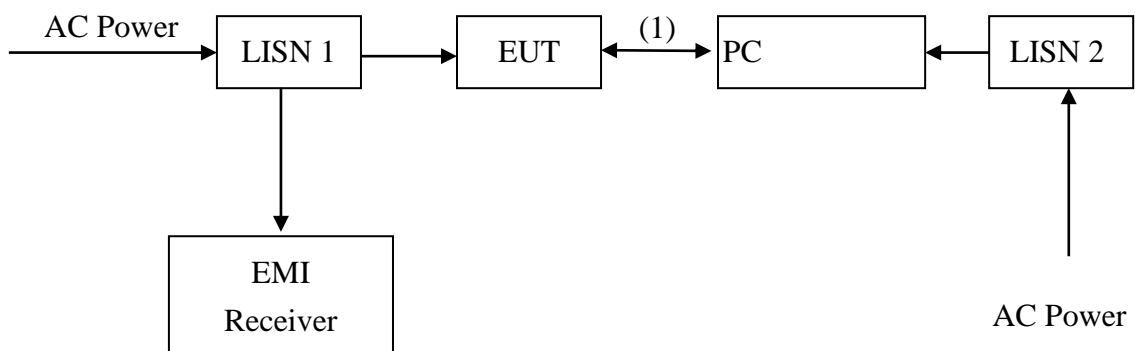 AC Power
LISN 1
EUT
(1)
PC
LISN 2
EMI
Receiver
AC Power